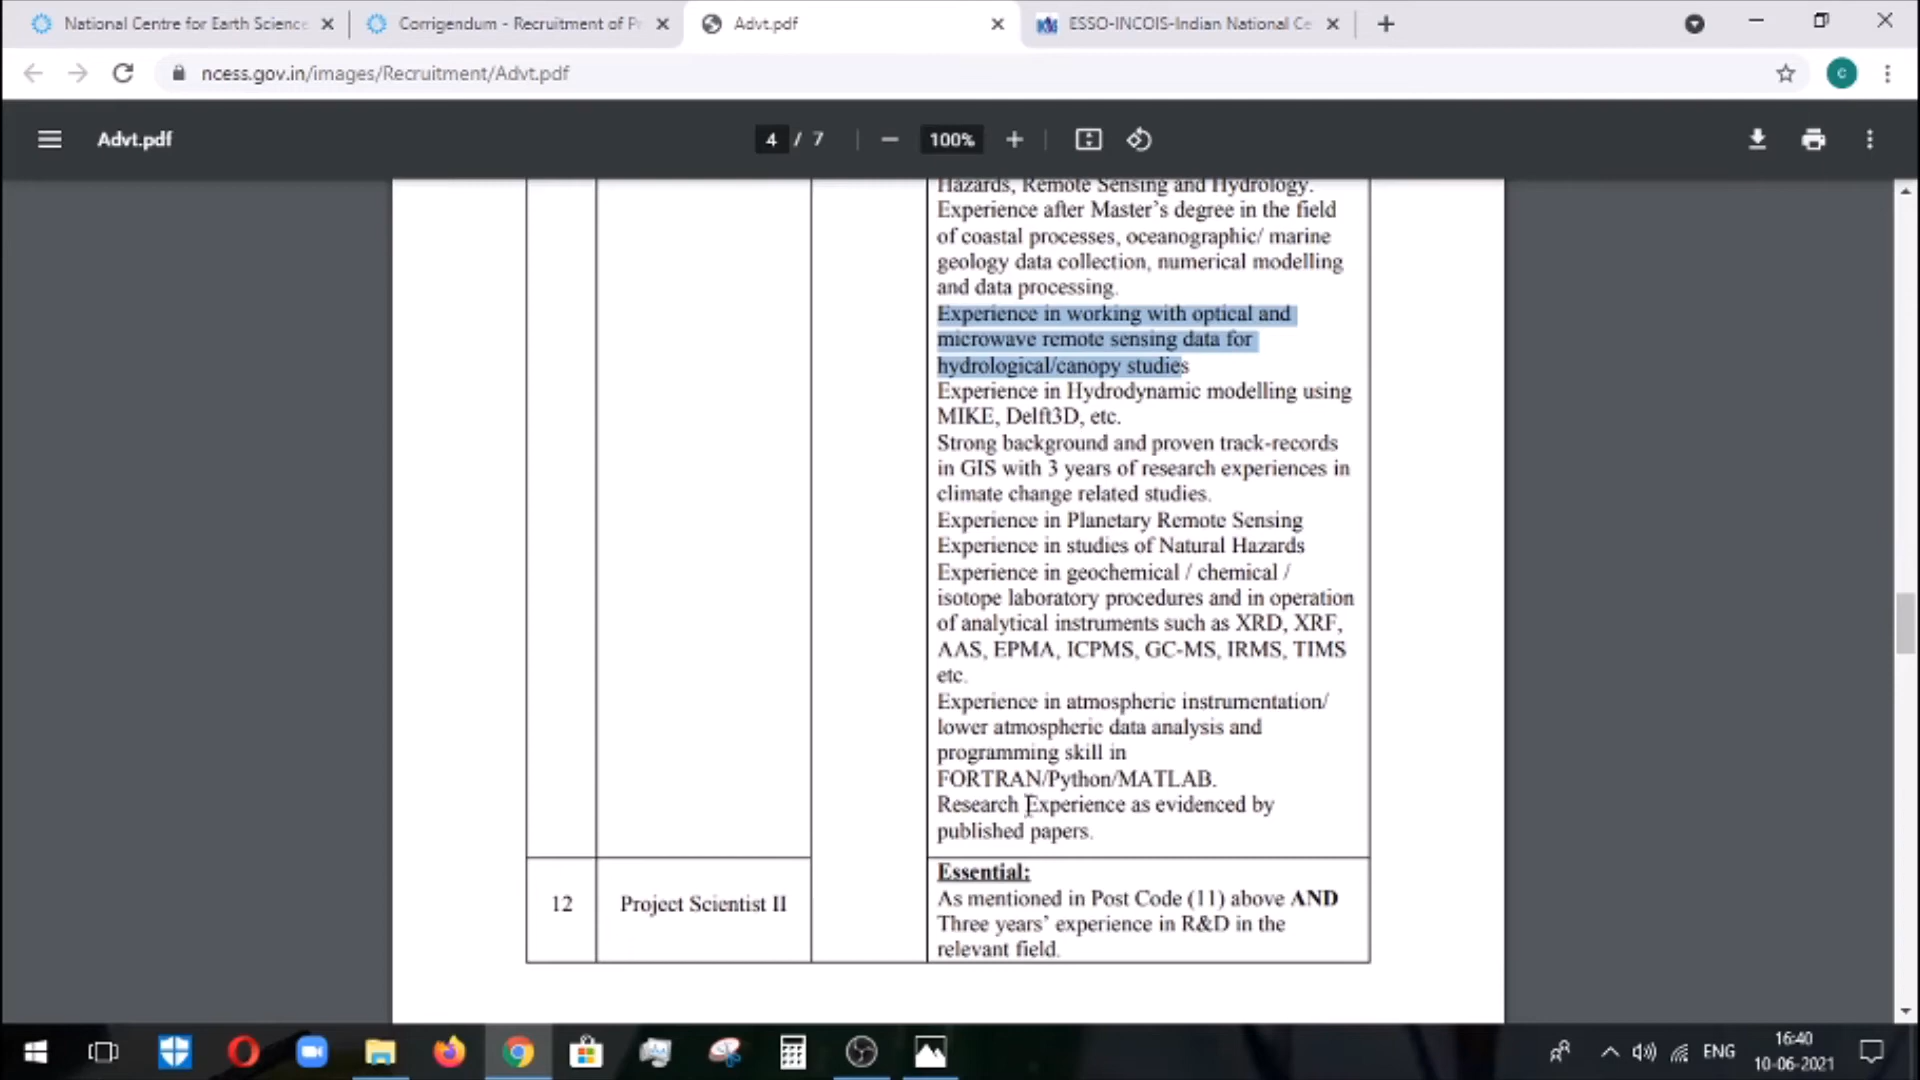 National Centre for Earth Science
Corrigendum - Recruitment of Pr
Advt.pdf
ESSO-INCOIS-Indian National Ce
ncess.gov.in/images/Recruitment/Advt.pdf
C
Advt.pdf
4 / 7
100%
Hazards, Remote Sensing and Hydrology.
Experience after Master's degree in the field
of coastal processes, oceanographic/ marine
geology data collection, numerical modelling
and data processing.
Experience in working with optical and
microwave remote sensing data for
hydrological/canopy studies
Experience in Hydrodynamic modelling using
MIKE, Delft3D, etc.
Strong background and proven track-records
in GIS with 3 years of research experiences in
climate change related studies.
Experience in Planetary Remote Sensing
Experience in studies of Natural Hazards
Experience in geochemical / chemical /
isotope laboratory procedures and in operation
of analytical instruments such as XRD, XRF,
AAS, EPMA, ICPMS, GC-MS, IRMS, TIMS
etc.
Experience in atmospheric instrumentation/
lower atmospheric data analysis and
programming skill in
FORTRAN/Python/MATLAB.
Research Experience as evidenced by
published papers.
12
Project Scientist II
Essential:
As mentioned in Post Code (11) above AND
Three years' experience in R&D in the
relevant field.
ENG
16:40
10-06-2021